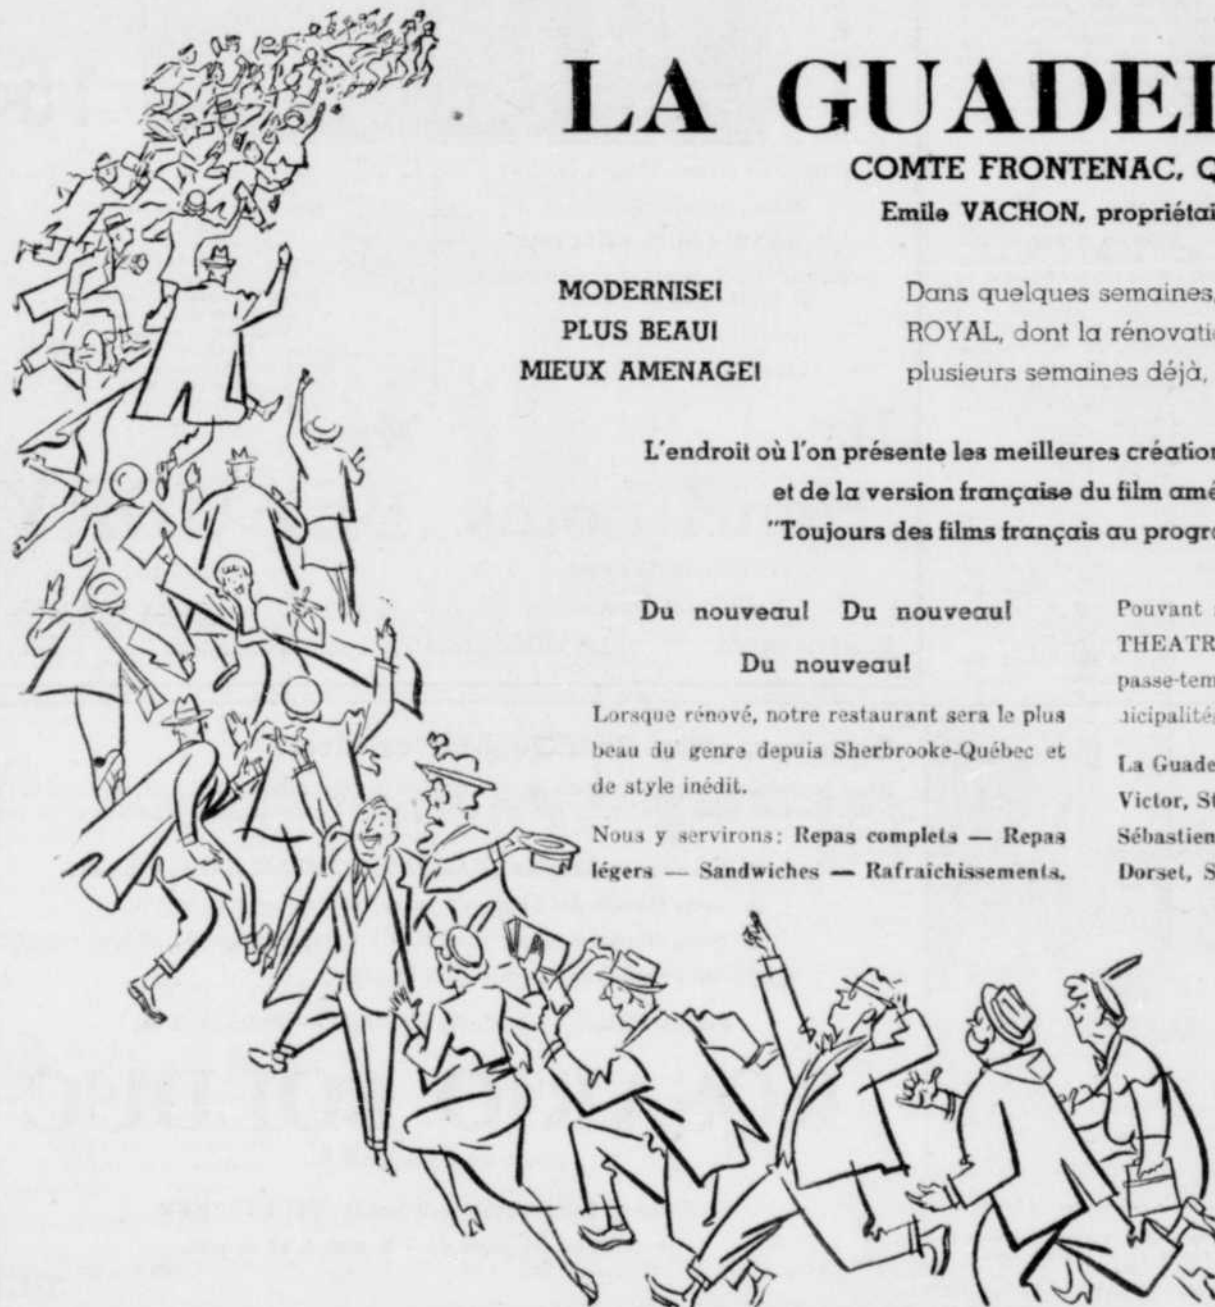 LA GUADEL
COMTE FRONTENAC, Q
Emile VACHON, propriétai
MODERNISE!
PLUS BEAU!
MIEUX AMENAGE!
Dans quelques semaines,
ROYAL, dont la rénovati
plusieurs semaines déjà,
L'endroit où l'on présente les meilleures création
et de la version française du film amé
"Toujours des films français au progr
Du nouveau! Du nouveau!
Du nouveau!
Lorsque rénové, notre restaurant sera le plus
beau du genre depuis Sherbrooke-Québec et
de style inédit.
Nous y servirons: Repas complets — Repas
légers — Sandwiches — Rafraichissements.
Pouvant
THEATR
passe-tem
nicipalités
La Guade
Victor, St
Sébastien
Dorset, S